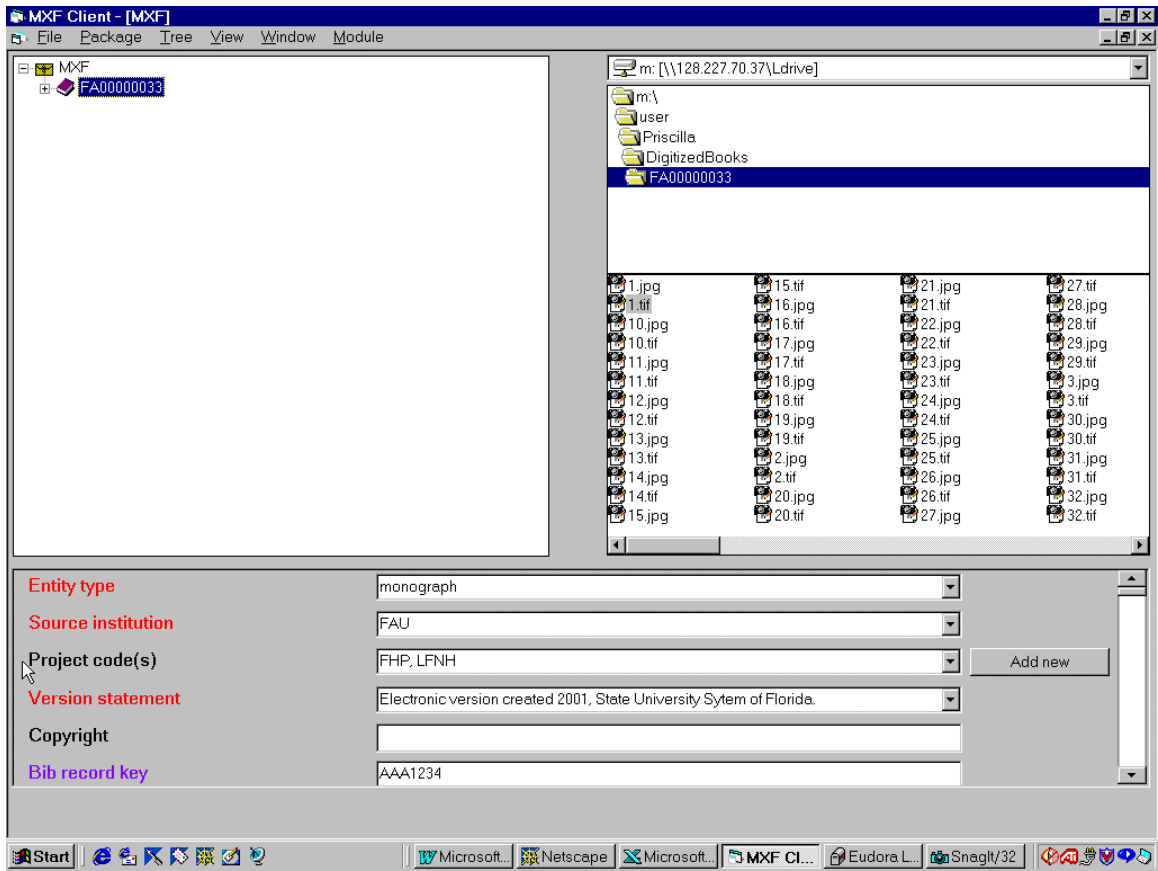 MXF Client - [MXF]
File Package Tree View Window Module
MXF
FA00000033
m: [\\128.227.70.37\Ldrive]
m:\
user
Priscilla
DigitizedBooks
FA00000033
1.jpg 15.tif 21.jpg 27.tif
1.tif 16.jpg 21.tif 28.jpg
10.jpg 16.tif 22.jpg 28.tif
10.tif 17.jpg 22.tif 29.jpg
11.jpg 17.tif 23.jpg 29.tif
11.tif 18.jpg 23.tif 3.jpg
12.jpg 18.tif 24.jpg 3.tif
12.tif 19.jpg 24.tif 30.jpg
13.jpg 19.tif 25.jpg 30.tif
13.tif 2.jpg 25.tif 31.jpg
14.jpg 2.tif 26.jpg 31.tif
14.tif 20.jpg 26.tif 32.jpg
15.jpg 20.tif 27.jpg 32.tif
Entity type monograph
Source institution FAU
Project code(s) FHP, LFNH Add new
Version statement Electronic version created 2001, State University Sytem of Florida.
Copyright
Bib record key AAA1234
Start Microsoft... Netscape Microsoft... MXF Cl... Eudora L... SnagIt/32